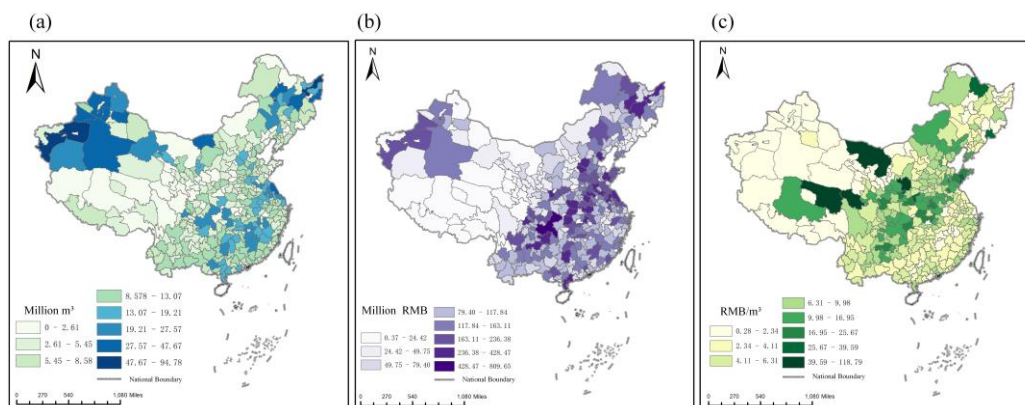 (a)
N
Million m³
0 - 2.61
2.61 - 5.45
5.45 - 8.58
8.578 - 13.07
13.07 - 19.21
19.21 - 27.57
27.57 - 47.67
47.67 - 94.78
National Boundary
0 270 540 1,080 Miles
(b)
N
Million RMB
6.37 - 24.42
24.42 - 49.75
49.75 - 79.40
79.40 - 117.84
117.84 - 163.11
163.11 - 236.38
236.38 - 428.47
428.47 - 809.65
National Boundary
0 270 540 1,080 Miles
(c)
N
RMB/m³
0.28 - 2.34
2.34 - 4.11
4.11 - 6.31
6.31 - 9.98
9.98 - 16.95
16.95 - 25.67
25.67 - 39.59
39.59 - 118.79
National Boundary
0 270 540 1,080 Miles